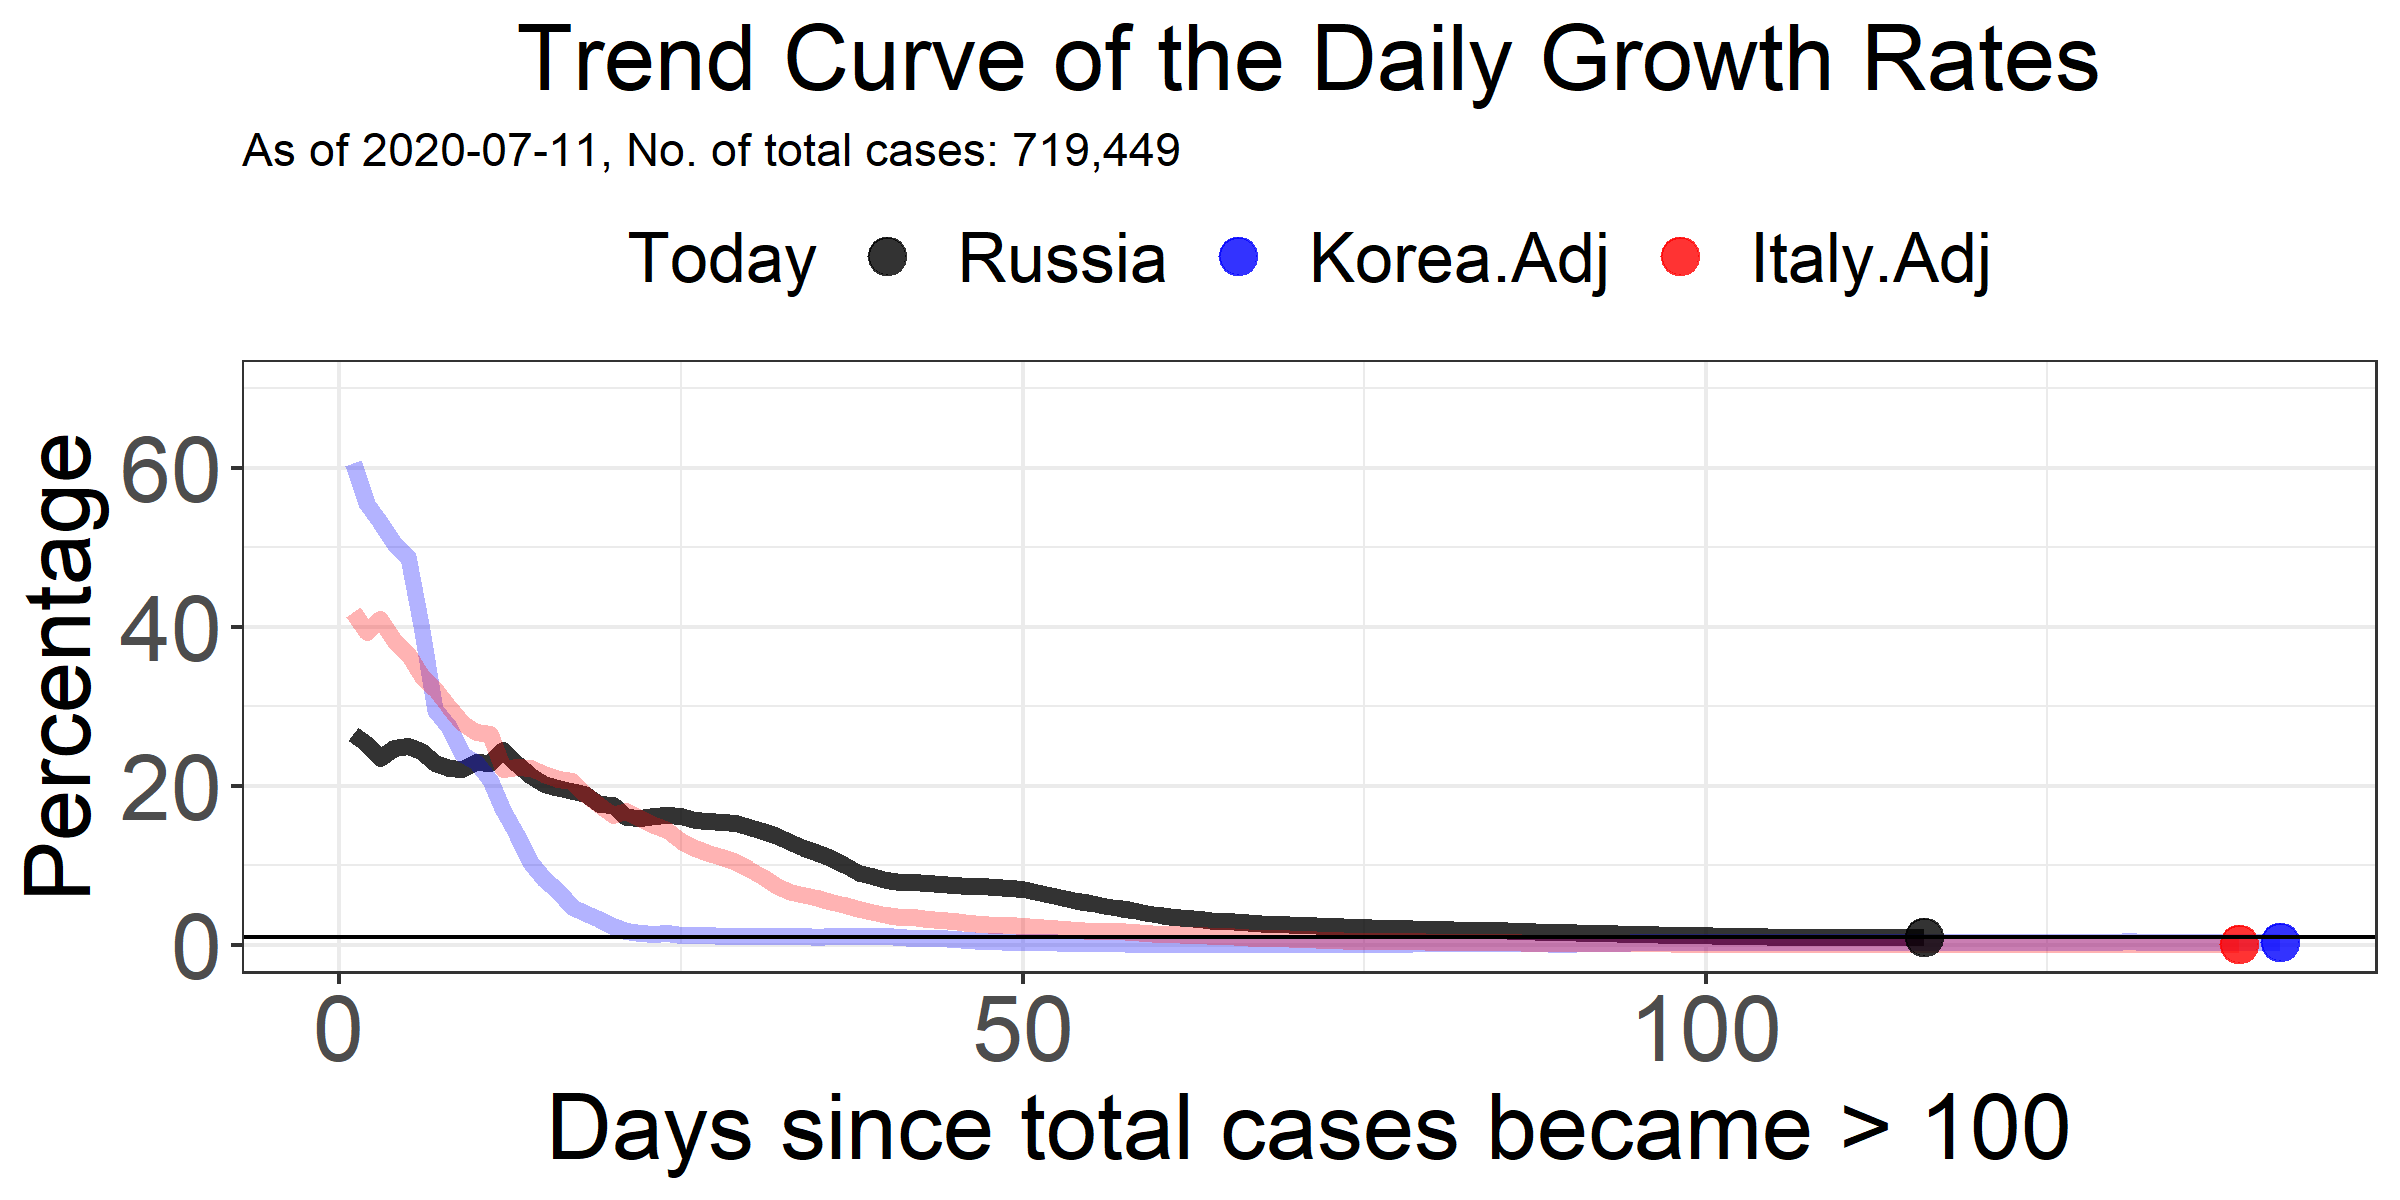 Trend Curve of the Daily Growth Rates
As of 2020-07-11, No. of total cases: 719,449
Today Russia Korea.Adj Italy.Adj
Percentage
60
40
20
0
0 50 100
Days since total cases became > 100